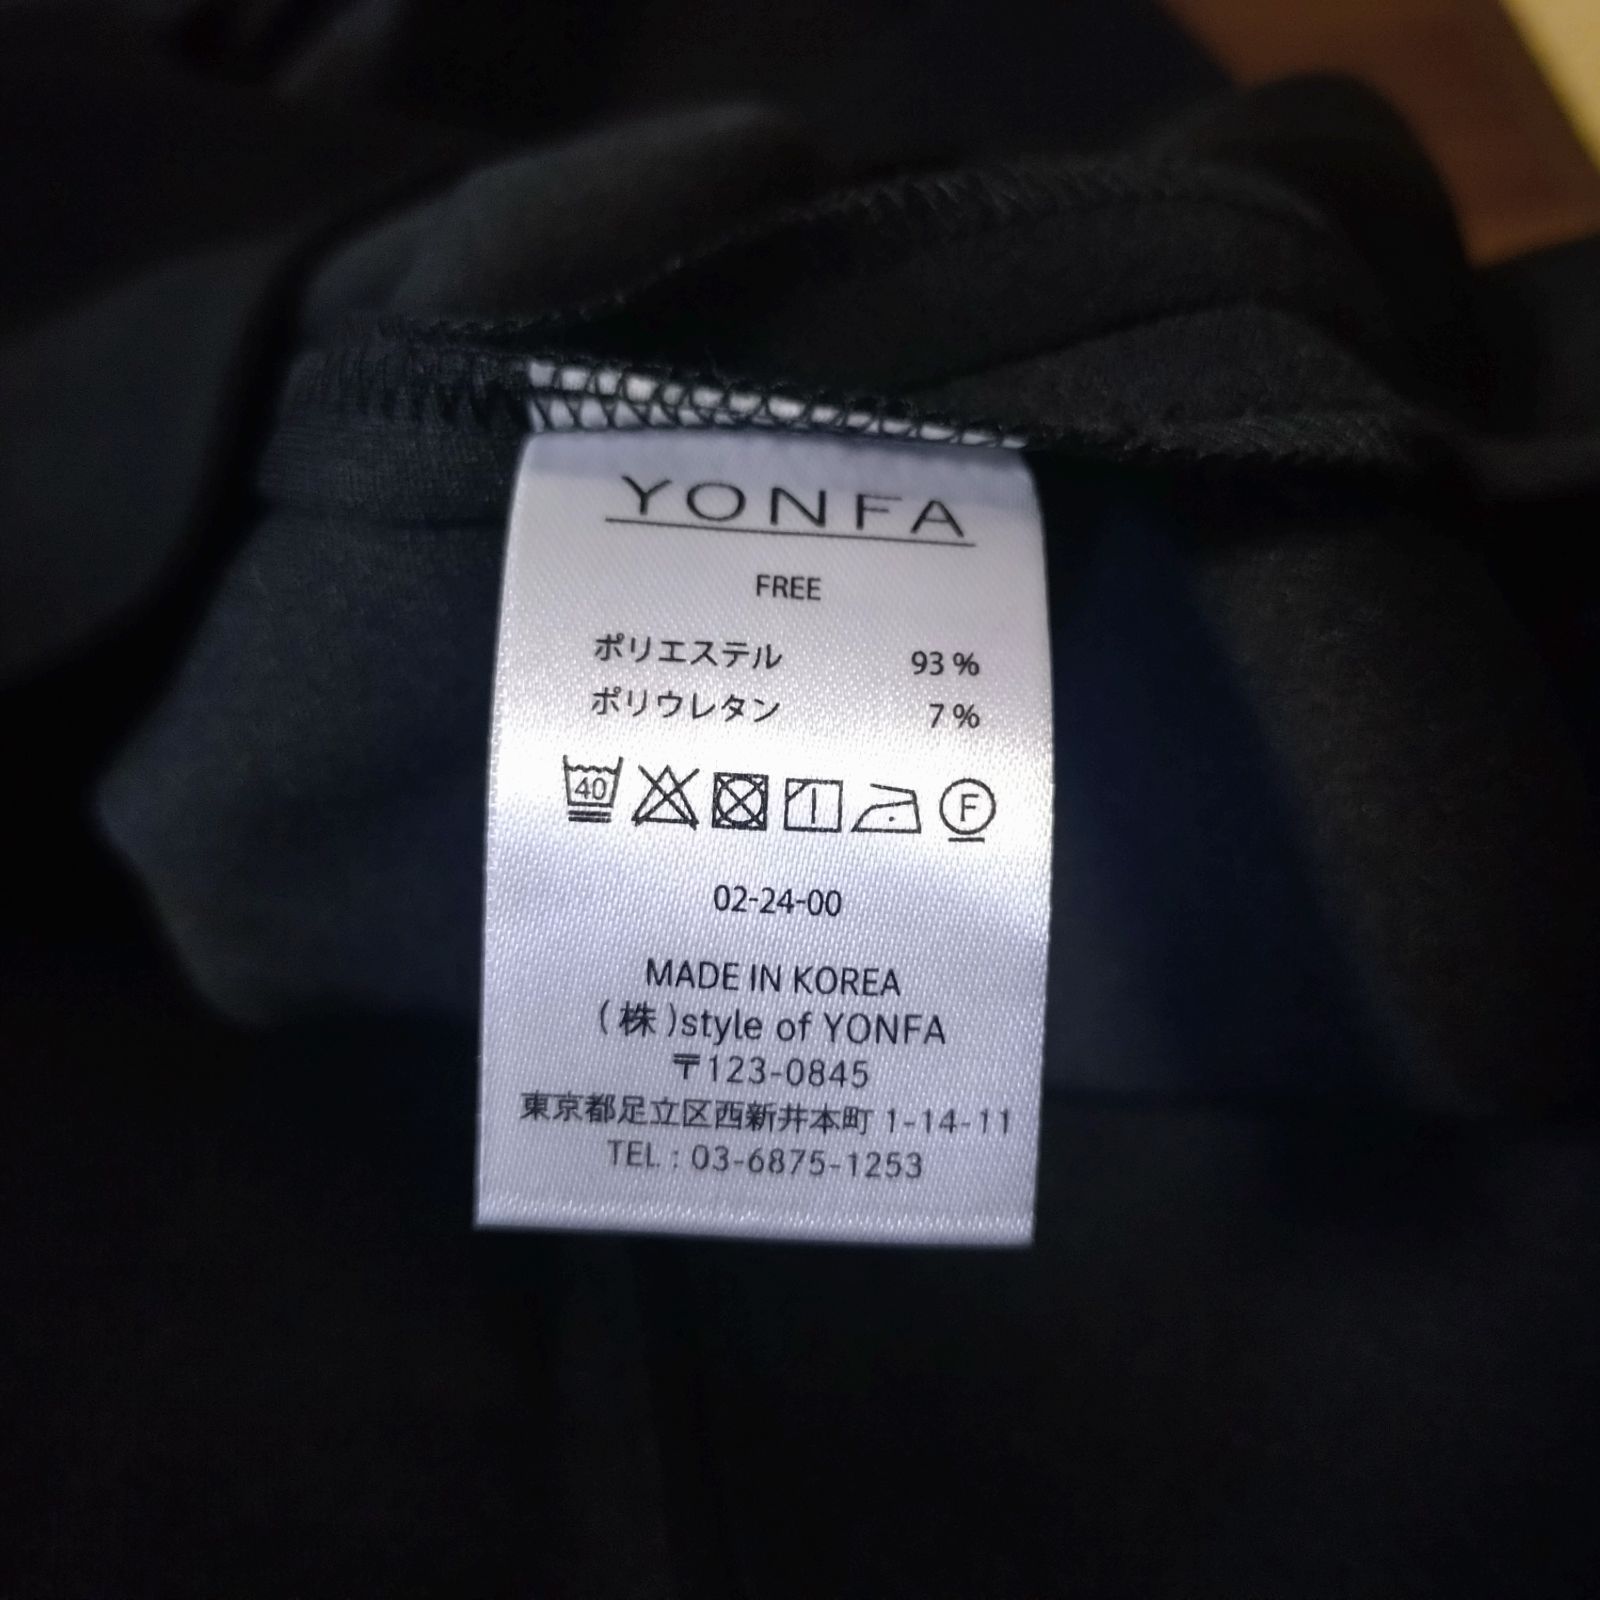 YONFA
FREE
ポリエステル 93 %
ポリウレタン 7 %
40 F
02-24-00
MADE IN KOREA
(株)style of YONFA
〒123-0845
東京都足立区西新井本町 1-14-11
TEL : 03-6875-1253